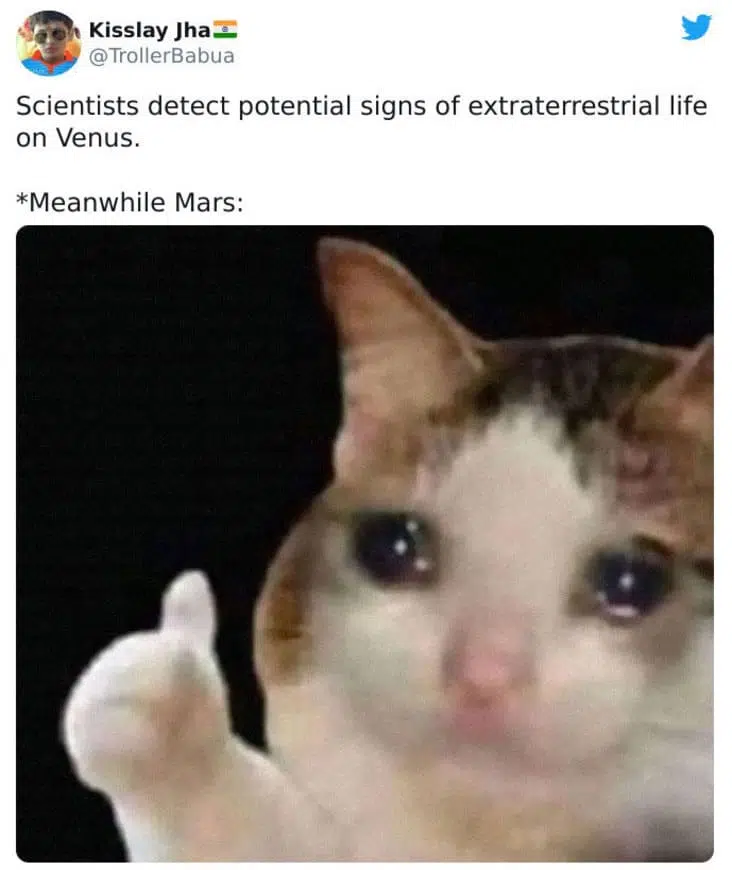 Kisslay Jha🇮🇳
@TrollerBabua
Scientists detect potential signs of extraterrestrial life
on Venus.
*Meanwhile Mars: